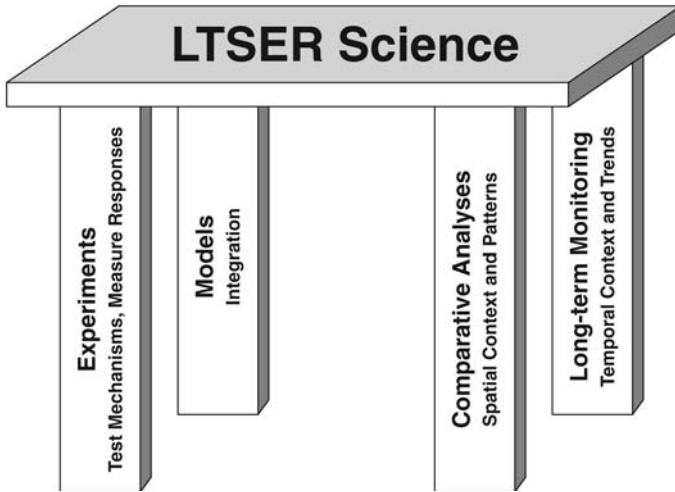 LTSER Science
Experiments
Test Mechanisms, Measure Responses
Models
Integration
Comparative Analyses
Spatial Context and Patterns
Long-term Monitoring
Temporal Context and Trends